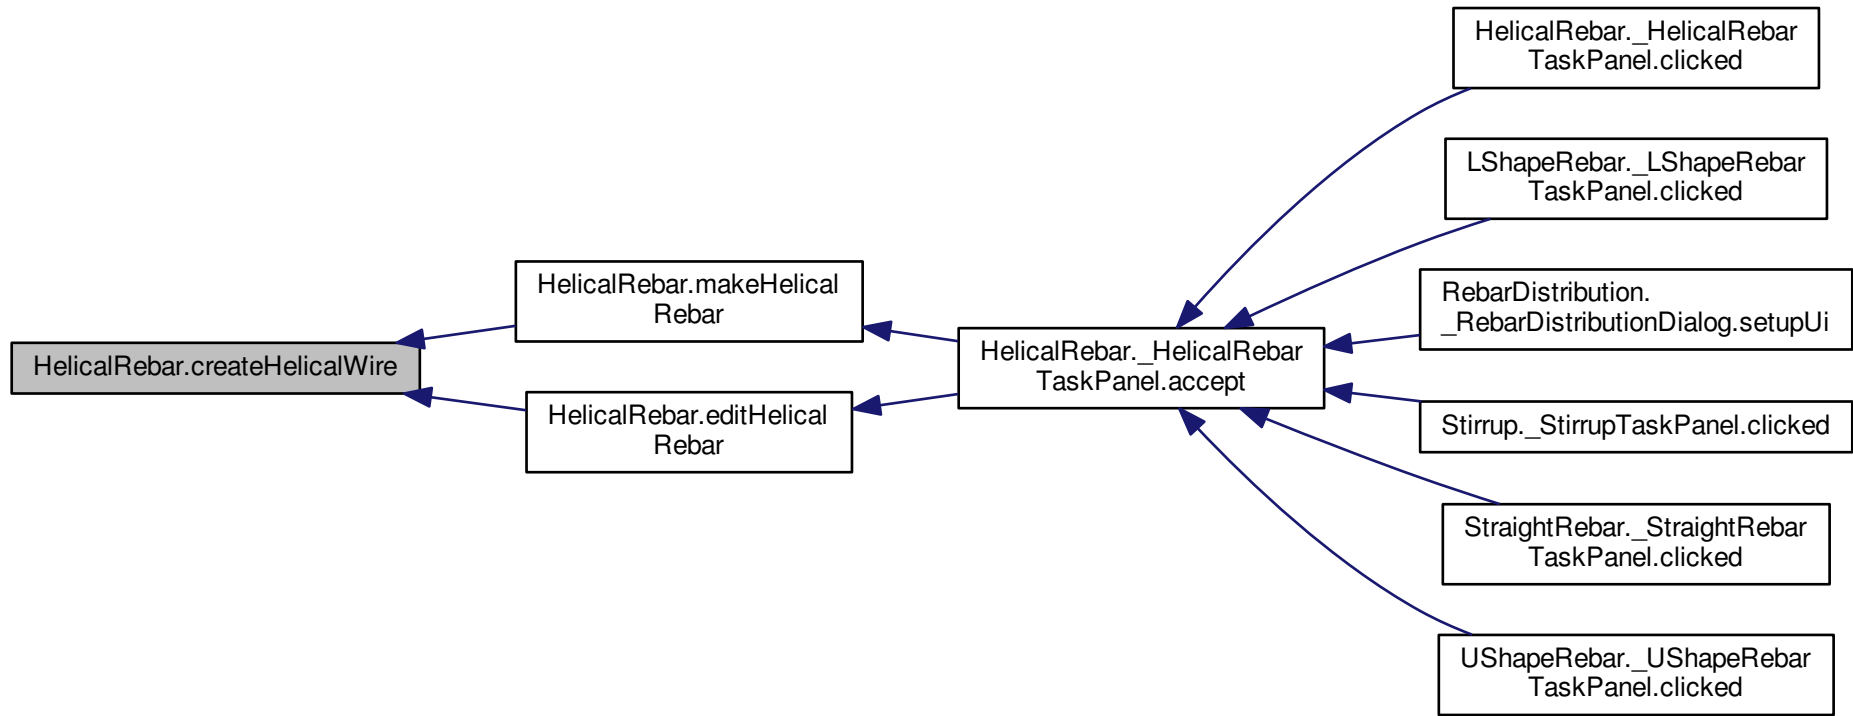 HelicalRebar.createHelicalWire
HelicalRebar.makeHelical
Rebar
HelicalRebar.editHelical
Rebar
HelicalRebar._HelicalRebar
TaskPanel.accept
HelicalRebar._HelicalRebar
TaskPanel.clicked
LShapeRebar._LShapeRebar
TaskPanel.clicked
RebarDistribution.
_RebarDistributionDialog.setupUi
Stirrup._StirrupTaskPanel.clicked
StraightRebar._StraightRebar
TaskPanel.clicked
UShapeRebar._UShapeRebar
TaskPanel.clicked